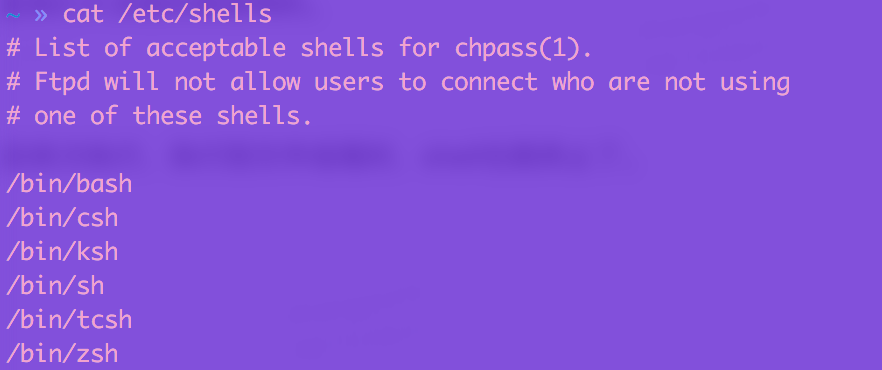 ~ » cat /etc/shells
# List of acceptable shells for chpass(1).
# Ftpd will not allow users to connect who are not using
# one of these shells.
/bin/bash
/bin/csh
/bin/ksh
/bin/sh
/bin/tcsh
/bin/zsh